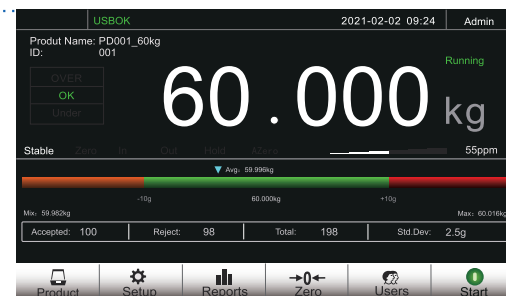 USBOK 2021-02-02 09:24 Admin
Produt Name: PD001_60kg
ID: 001
Running
OVER
OK
Under
60.000 kg
Stable Zero In Out Hold 55ppm
Avg: 59.996kg
-10g 60.000kg +10g
Mix: 59.982kg Max: 60.016kg
Accepted: 100 Reject: 98 Total: 198 Std.Dev: 2.5g
→0←
Product Setup Reports Zero Users Start